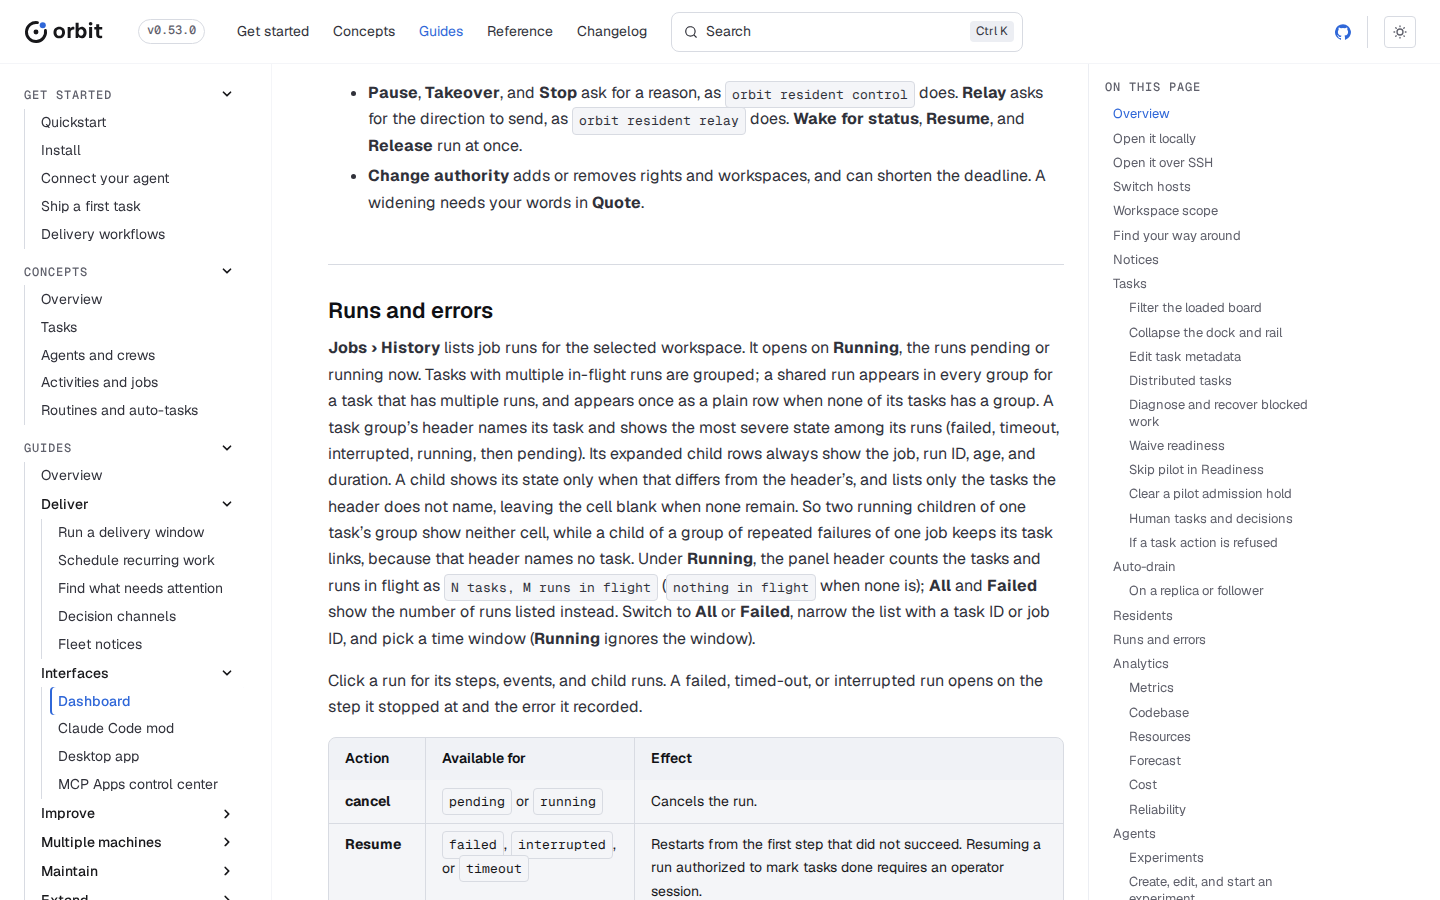 orbit
v0.53.0
Get started
Concepts
Guides
Reference
Changelog
Search
Ctrl K
GET STARTED
Quickstart
Install
Connect your agent
Ship a first task
Delivery workflows
CONCEPTS
Overview
Tasks
Agents and crews
Activities and jobs
Routines and auto-tasks
GUIDES
Overview
Deliver
Run a delivery window
Schedule recurring work
Find what needs attention
Decision channels
Fleet notices
Interfaces
Dashboard
Claude Code mod
Desktop app
MCP Apps control center
Improve
Multiple machines
Maintain
Extend
Pause, Takeover, and Stop ask for a reason, as orbit resident control does. Relay asks
for the direction to send, as orbit resident relay does. Wake for status, Resume, and
Release run at once.
Change authority adds or removes rights and workspaces, and can shorten the deadline. A
widening needs your words in Quote.
Runs and errors
Jobs › History lists job runs for the selected workspace. It opens on Running, the runs pending or
running now. Tasks with multiple in-flight runs are grouped; a shared run appears in every group for
a task that has multiple runs, and appears once as a plain row when none of its tasks has a group. A
task group’s header names its task and shows the most severe state among its runs (failed, timeout,
interrupted, running, then pending). Its expanded child rows always show the job, run ID, age, and
duration. A child shows its state only when that differs from the header’s, and lists only the tasks the
header does not name, leaving the cell blank when none remain. So two running children of one
task’s group show neither cell, while a child of a group of repeated failures of one job keeps its task
links, because that header names no task. Under Running, the panel header counts the tasks and
runs in flight as N tasks, M runs in flight (nothing in flight when none is); All and Failed
show the number of runs listed instead. Switch to All or Failed, narrow the list with a task ID or job
ID, and pick a time window (Running ignores the window).
Click a run for its steps, events, and child runs. A failed, timed-out, or interrupted run opens on the
step it stopped at and the error it recorded.
Action
Available for
Effect
cancel
pending or running
Cancels the run.
Resume
failed, interrupted,
or timeout
Restarts from the first step that did not succeed. Resuming a
run authorized to mark tasks done requires an operator
session.
ON THIS PAGE
Overview
Open it locally
Open it over SSH
Switch hosts
Workspace scope
Find your way around
Notices
Tasks
Filter the loaded board
Collapse the dock and rail
Edit task metadata
Distributed tasks
Diagnose and recover blocked
work
Waive readiness
Skip pilot in Readiness
Clear a pilot admission hold
Human tasks and decisions
If a task action is refused
Auto-drain
On a replica or follower
Residents
Runs and errors
Analytics
Metrics
Codebase
Resources
Forecast
Cost
Reliability
Agents
Experiments
Create, edit, and start an
experiment